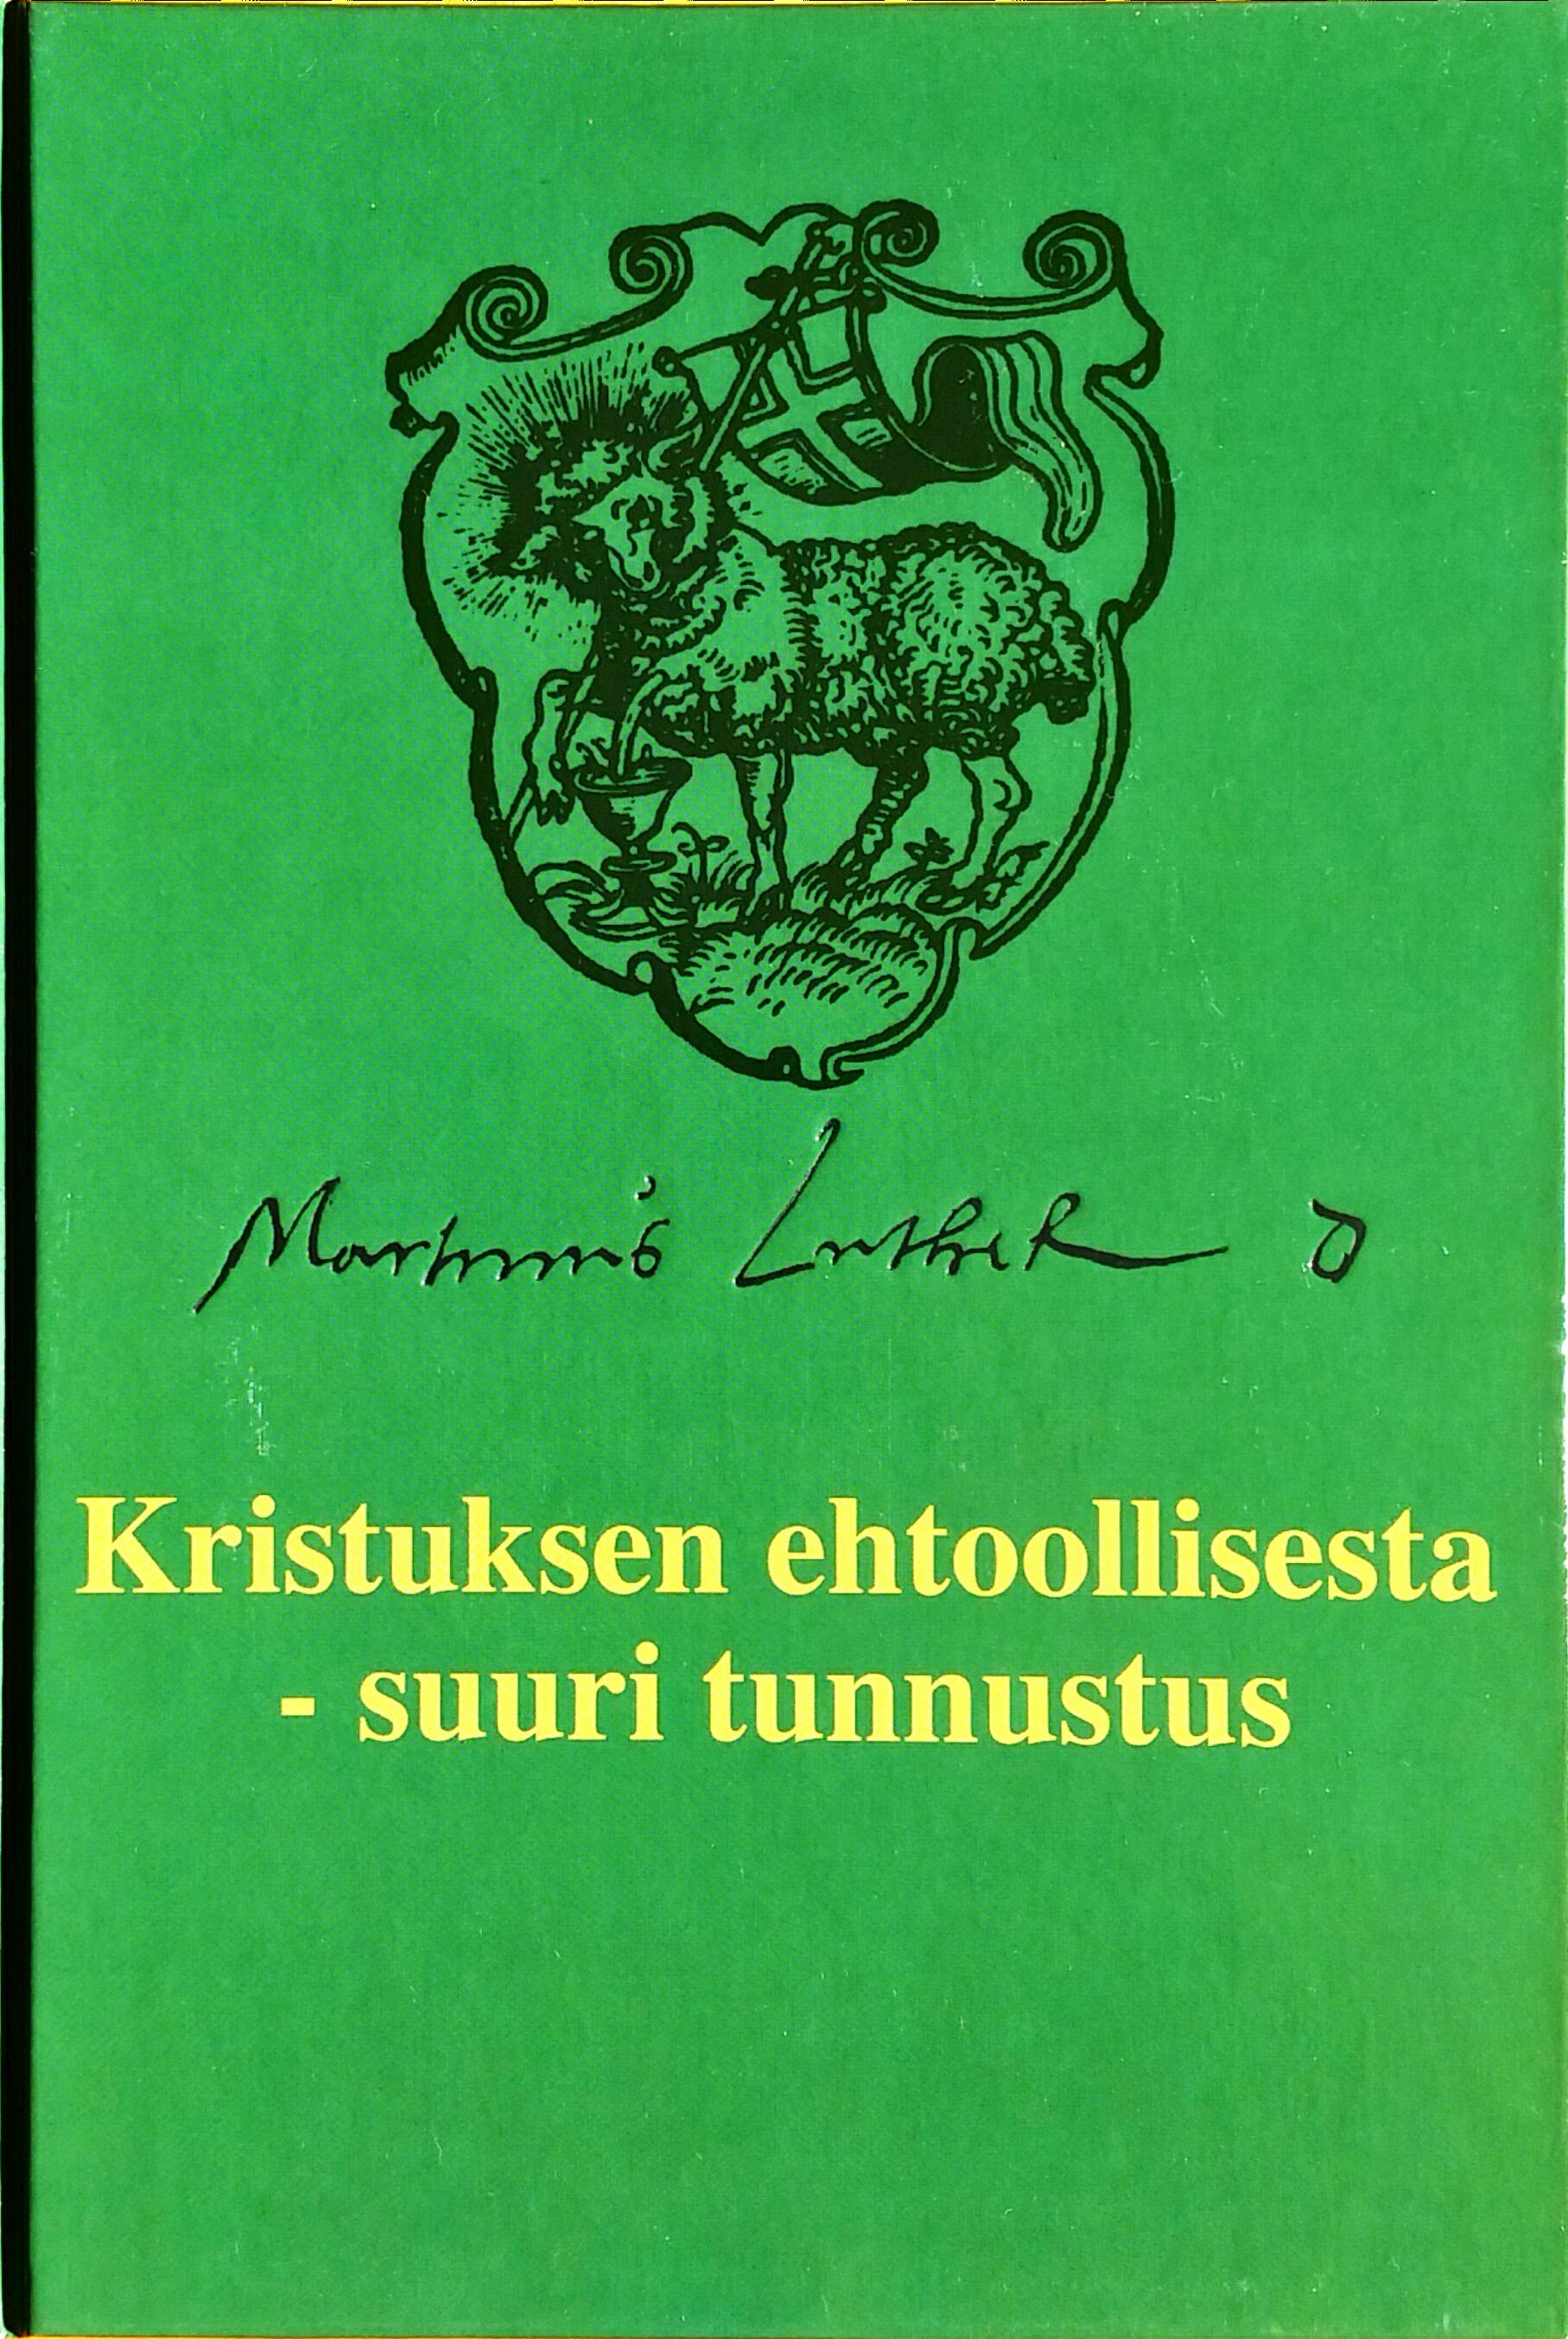 Martinus Luther D
Kristuksen ehtoollisesta
- suuri tunnustus